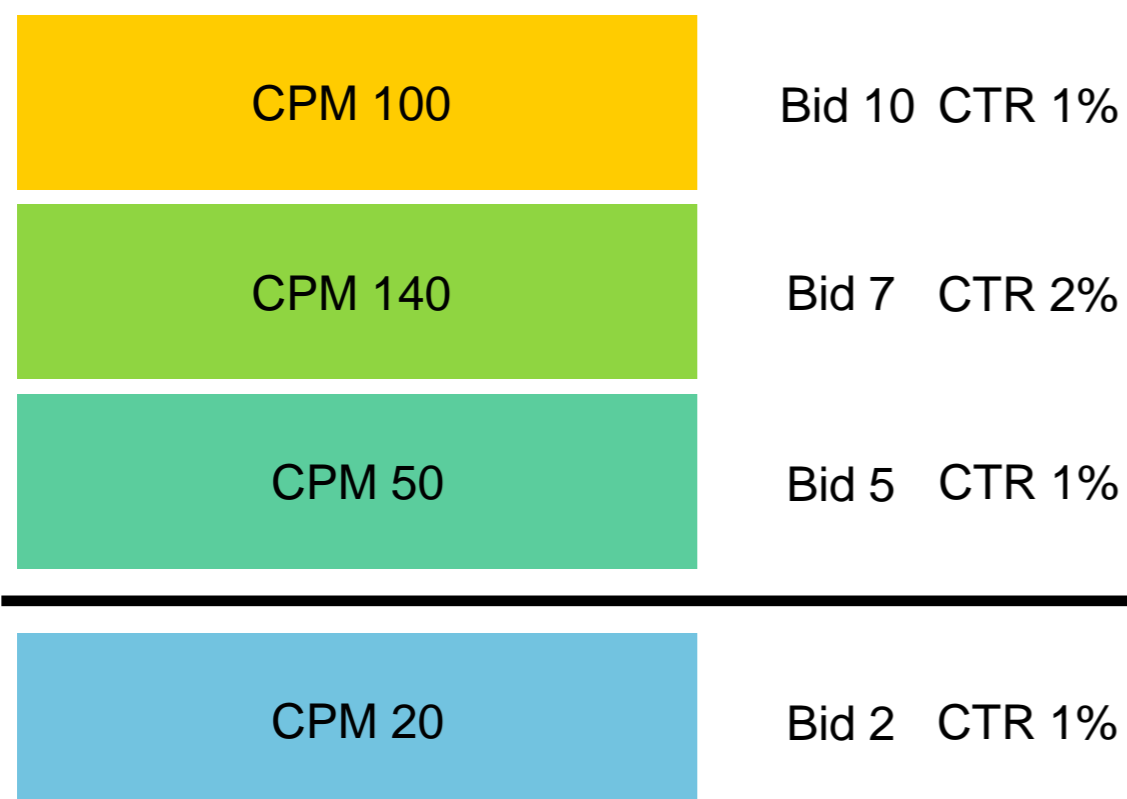 CPM 100 Bid 10 CTR 1%
CPM 140 Bid 7 CTR 2%
CPM 50 Bid 5 CTR 1%
CPM 20 Bid 2 CTR 1%